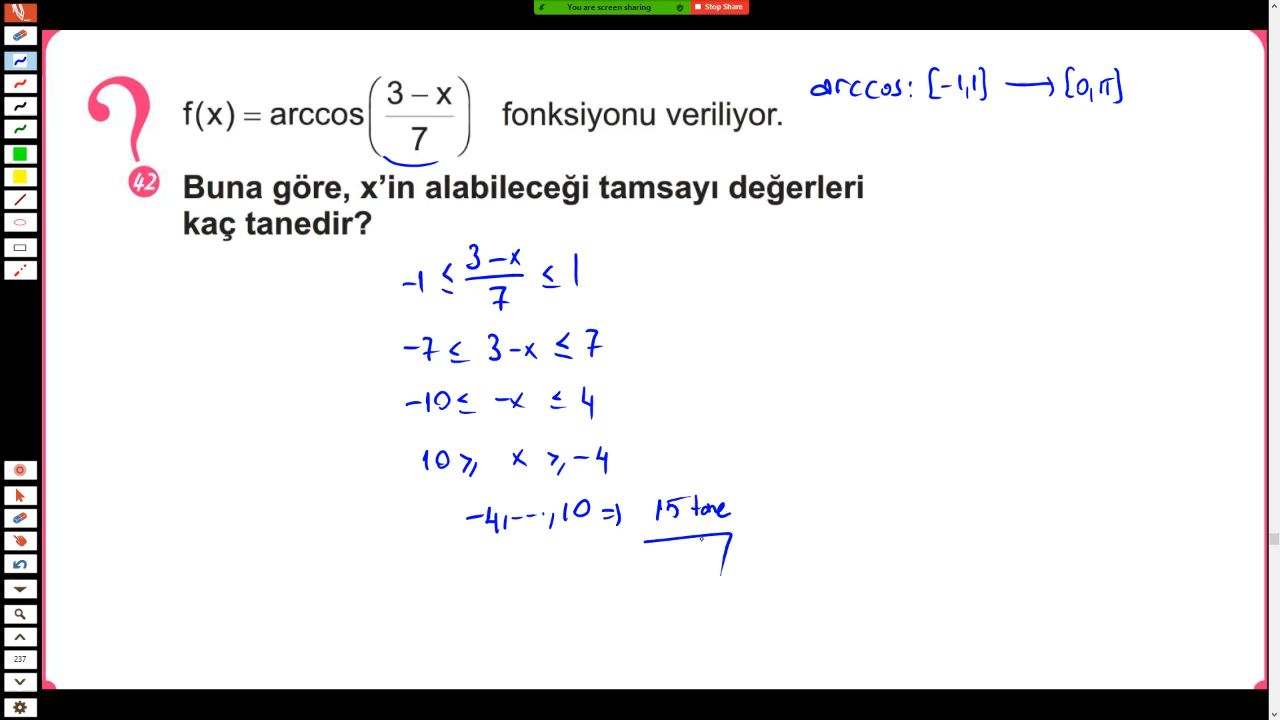 You are screen sharing Stop Share
arccos: [-1,1] → [0,π]
f(x) = arccos((3 − x)/7) fonksiyonu veriliyor.
42
Buna göre, x'in alabileceği tamsayı değerleri
kaç tanedir?
-1 ≤ (3-x)/7 ≤ 1
-7 ≤ 3-x ≤ 7
-10 ≤ -x ≤ 4
10 ≥ x ≥ -4
-4, ..., 10 ⇒ 15 tane
237